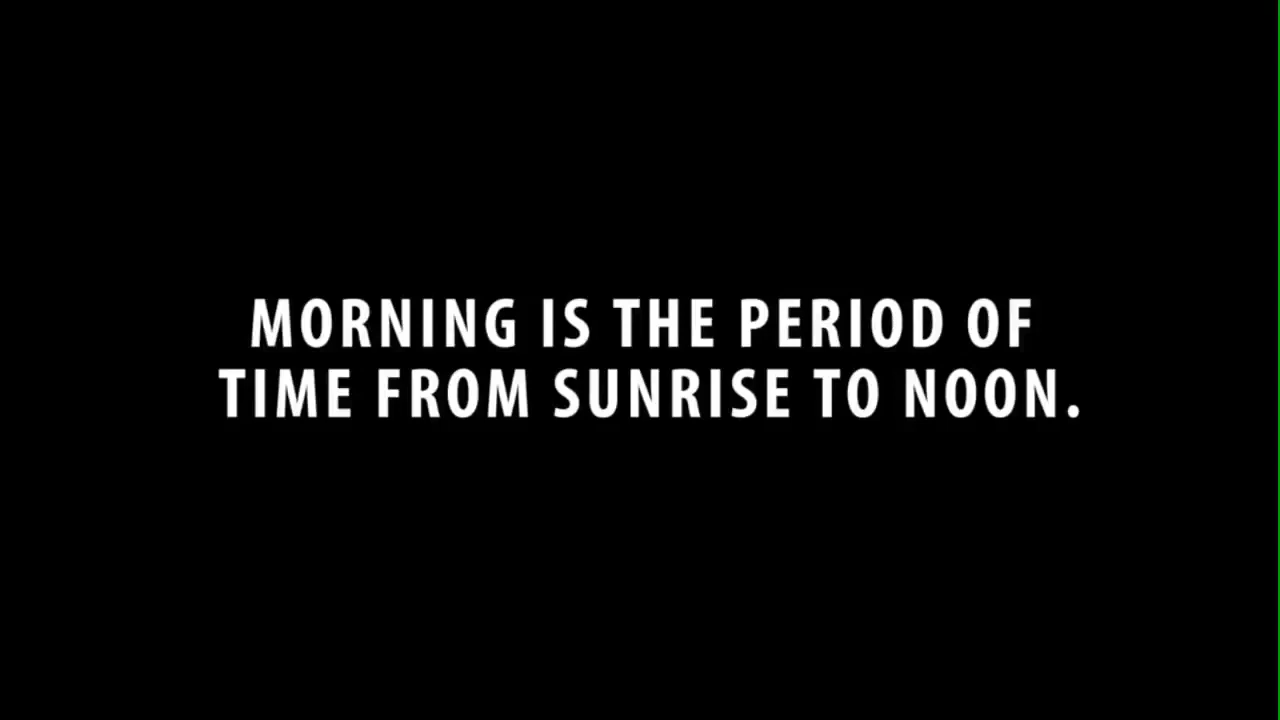 MORNING IS THE PERIOD OF
TIME FROM SUNRISE TO NOON.